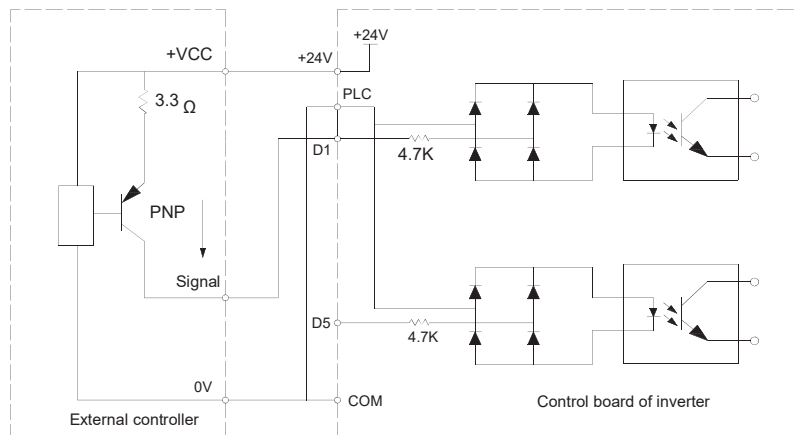 +24V
+VCC
+24V
PLC
3.3 Ω
D1
4.7K
PNP
Signal
D5
4.7K
0V
COM
External controller
Control board of inverter